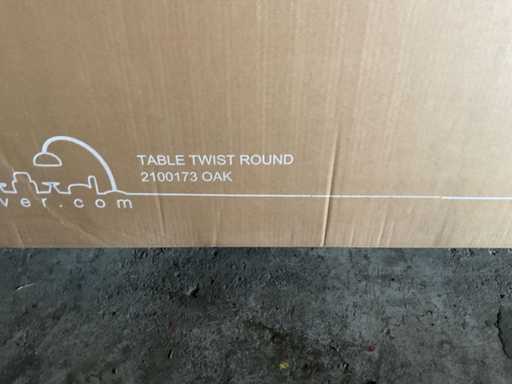 TABLE TWIST ROUND
2100173 OAK
ver.com